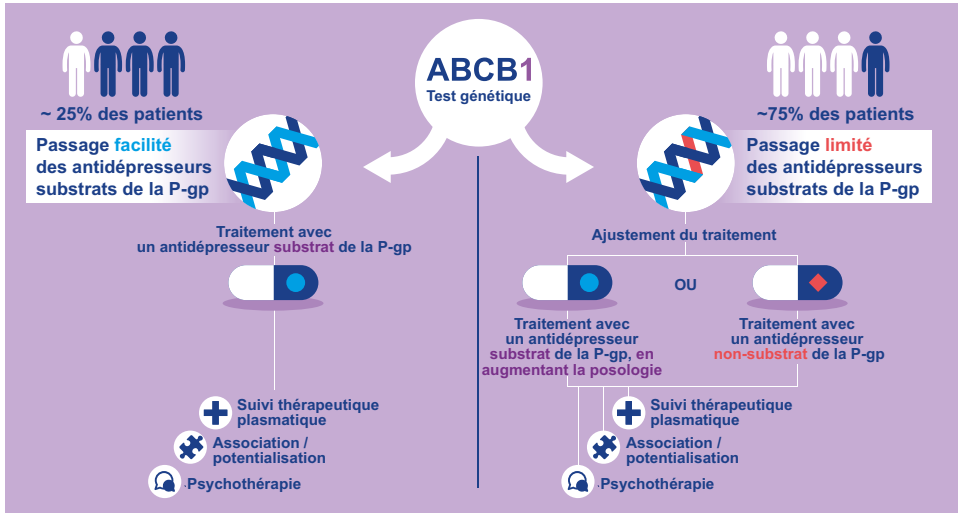 ABCB1
Test génétique
~ 25% des patients
Passage facilité
des antidépresseurs
substrats de la P-gp
Traitement avec
un antidépresseur substrat de la P-gp
Suivi thérapeutique
plasmatique
Association /
potentialisation
Psychothérapie
~75% des patients
Passage limité
des antidépresseurs
substrats de la P-gp
Ajustement du traitement
Traitement avec
un antidépresseur
substrat de la P-gp, en
augmentant la posologie
OU
Traitement avec
un antidépresseur
non-substrat de la P-gp
Suivi thérapeutique
plasmatique
Association /
potentialisation
Psychothérapie